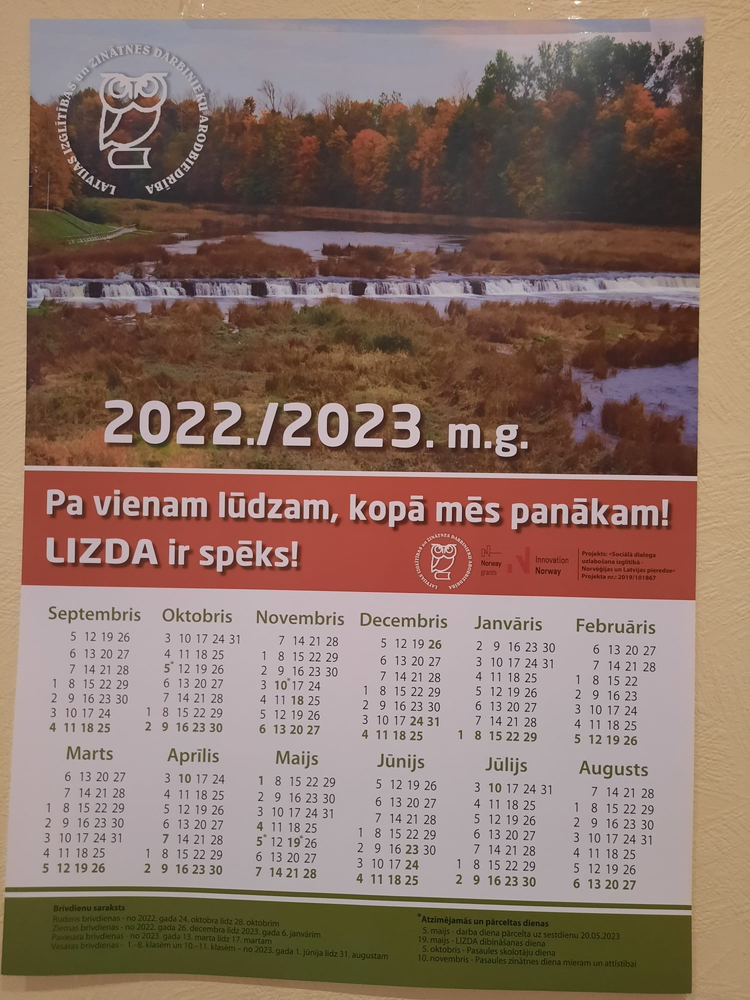 LATVIJAS IZGLĪTĪBAS un ZINĀTNES DARBINIEKU ARODBIEDRĪBA
2022./2023. m.g.
Pa vienam lūdzam, kopā mēs panākam!
LIZDA ir spēks!
LATVIJAS IZGLĪTĪBAS un ZINĀTNES DARBINIEKU ARODBIEDRĪBA
Norway
grants
Innovation
Norway
Projekts: «Sociālā dialoga
uzlabošana izglītībā -
Norvēģijas un Latvijas pieredze»
Projekta nr.: 2019/101867
Septembris
5 12 19 26
6 13 20 27
7 14 21 28
1 8 15 22 29
2 9 16 23 30
3 10 17 24
4 11 18 25
Oktobris
3 10 17 24 31
4 11 18 25
5* 12 19 26
6 13 20 27
7 14 21 28
1 8 15 22 29
2 9 16 23 30
Novembris
7 14 21 28
1 8 15 22 29
2 9 16 23 30
3 10* 17 24
4 11 18 25
5 12 19 26
6 13 20 27
Decembris
5 12 19 26
6 13 20 27
7 14 21 28
1 8 15 22 29
2 9 16 23 30
3 10 17 24 31
4 11 18 25
Janvāris
2 9 16 23 30
3 10 17 24 31
4 11 18 25
5 12 19 26
6 13 20 27
7 14 21 28
1 8 15 22 29
Februāris
6 13 20 27
7 14 21 28
1 8 15 22
2 9 16 23
3 10 17 24
4 11 18 25
5 12 19 26
Marts
6 13 20 27
7 14 21 28
1 8 15 22 29
2 9 16 23 30
3 10 17 24 31
4 11 18 25
5 12 19 26
Aprīlis
3 10 17 24
4 11 18 25
5 12 19 26
6 13 20 27
7 14 21 28
1 8 15 22 29
2 9 16 23 30
Maijs
1 8 15 22 29
2 9 16 23 30
3 10 17 24 31
4 11 18 25
5* 12 19* 26
6 13 20 27
7 14 21 28
Jūnijs
5 12 19 26
6 13 20 27
7 14 21 28
1 8 15 22 29
2 9 16 23 30
3 10 17 24
4 11 18 25
Jūlijs
3 10 17 24 31
4 11 18 25
5 12 19 26
6 13 20 27
7 14 21 28
1 8 15 22 29
2 9 16 23 30
Augusts
7 14 21 28
1 8 15 22 29
2 9 16 23 30
3 10 17 24 31
4 11 18 25
5 12 19 26
6 13 20 27
Brīvdienu saraksts
Rudens brīvdienas - no 2022. gada 24. oktobra līdz 28. oktobrim
Ziemas brīvdienas - no 2022. gada 26. decembra līdz 2023. gada 6. janvārim
Pavasara brīvdienas - no 2023. gada 13. marta līdz 17. martam
Vasaras brīvdienas - 1.–8. klasēm un 10,–11. klasēm – no 2023. gada 1. jūnija līdz 31. augustam
*Atzīmējamās un pārceltas dienas
5. maijs - darba diena pārcelta uz sestdienu 20.05.2023
19. maijs - LIZDA dibināšanas diena
5. oktobris - Pasaules skolotāju diena
10. novembris - Pasaules zinātnes diena mieram un attīstībai